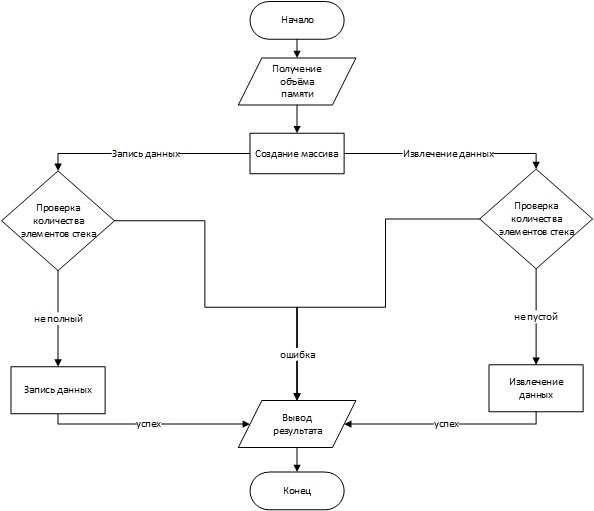 Начало
Получение
объёма
памяти
Запись данных
Создание массива
Извлечение данных
Проверка
количества
элементов стека
Проверка
количества
элементов стека
не полный
не пустой
ошибка
Запись данных
Извлечение
данных
успех
Вывод
результата
успех
Конец